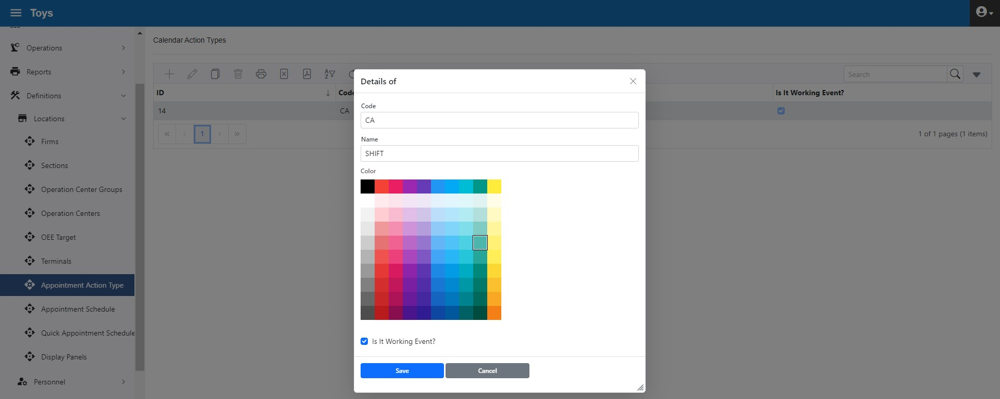 Toys
Operations
Reports
Definitions
Locations
Firms
Sections
Operation Center Groups
Operation Centers
OEE Target
Terminals
Appointment Action Type
Appointment Schedule
Quick Appointment Schedule
Display Panels
Personnel
Calendar Action Types
Search
ID
Code
Is It Working Event?
14
CA
1
1 of 1 pages (1 items)
Details of
Code
CA
Name
SHIFT
Color
Is It Working Event?
Save
Cancel